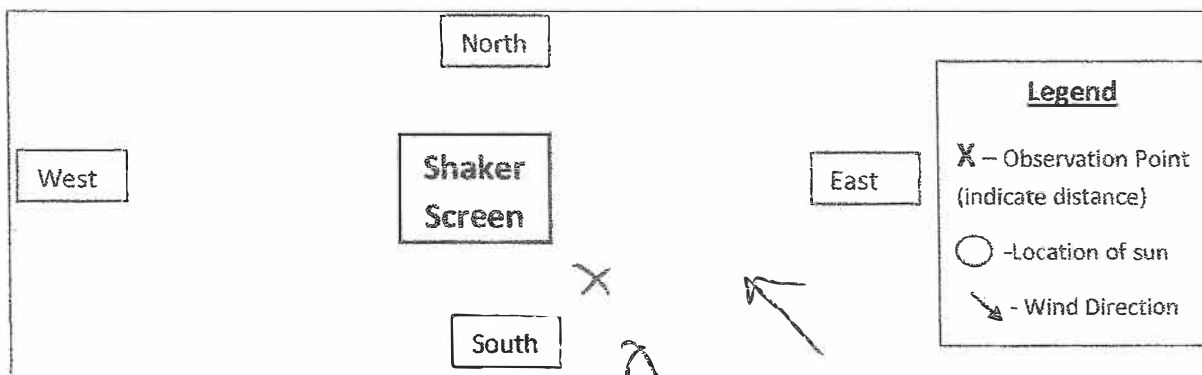 North
Legend
West
Shaker
Screen
East
X – Observation Point
(indicate distance)
-Location of sun
- Wind Direction
X
South